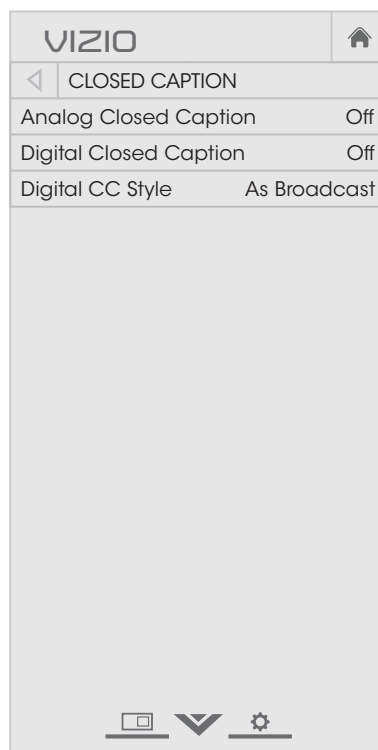 VIZIO
CLOSED CAPTION
Analog Closed Caption Off
Digital Closed Caption Off
Digital CC Style As Broadcast